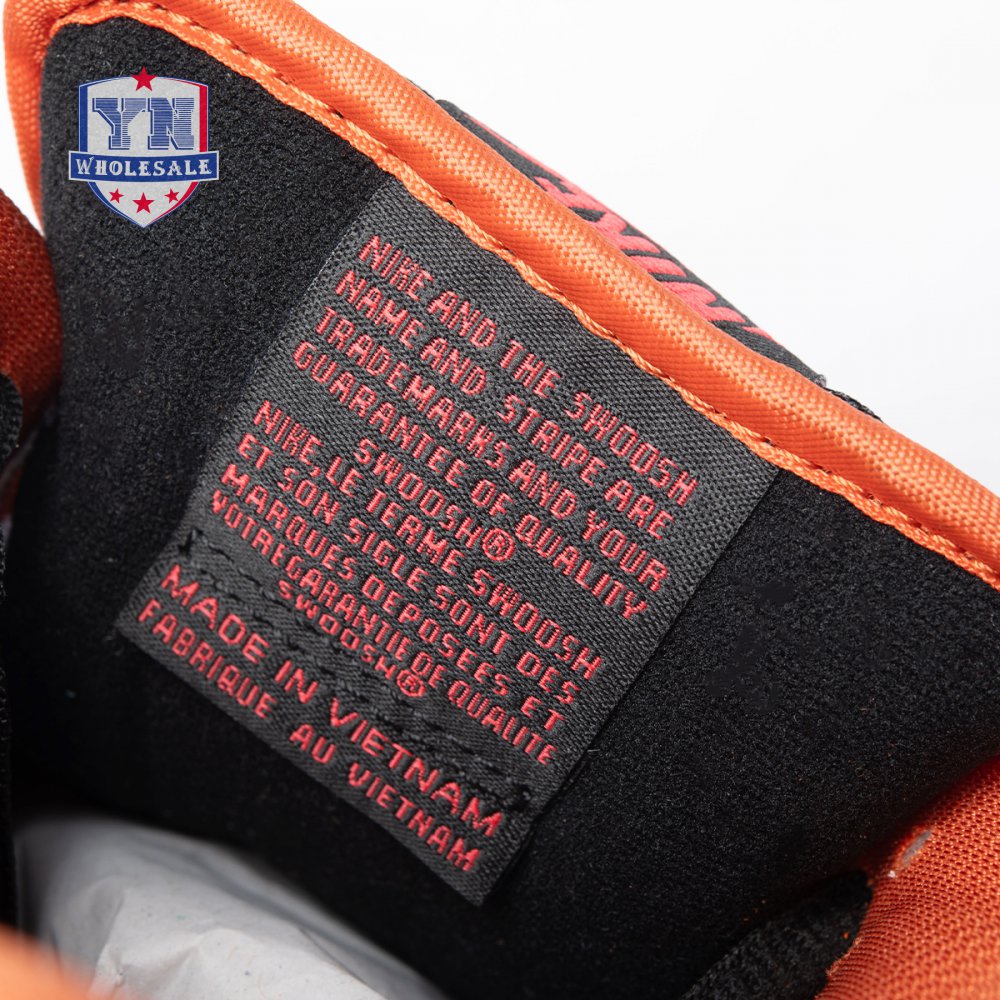 YN
WHOLESALE
NIKE
NIKE AND THE SWOOSH
NAME AND STRIPE ARE
TRADEMARKS AND YOUR
GUARANTEE OF QUALITY
SWOOSH®
NIKE, LE TERME SWOOSH
ET SON SIGLE SONT DES
MARQUES DEPOSEES ET
VOTRE GARANTIE DE QUALITE
SWOOSH®
MADE IN VIETNAM
FABRIQUE AU VIETNAM